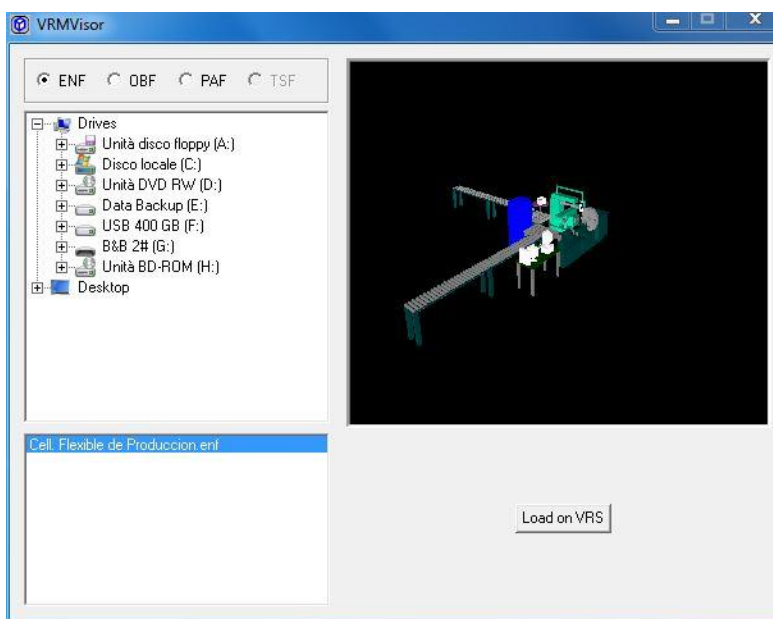 VRMVisor
ENF OBF PAF TSF
Drives
Unità disco floppy (A:)
Disco locale (C:)
Unità DVD RW (D:)
Data Backup (E:)
USB 400 GB (F:)
B&B 2# (G:)
Unità BD-ROM (H:)
Desktop
Cell. Flexible de Produccion.enf
Load on VRS